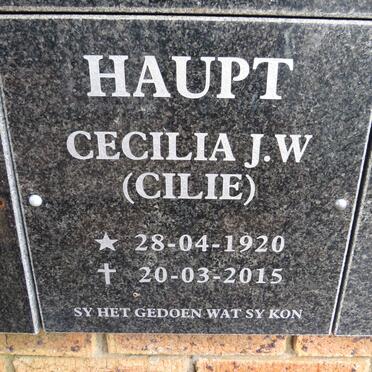 HAUPT
CECILIA J.W
(CILIE)
★ 28-04-1920
✝ 20-03-2015
SY HET GEDOEN WAT SY KON